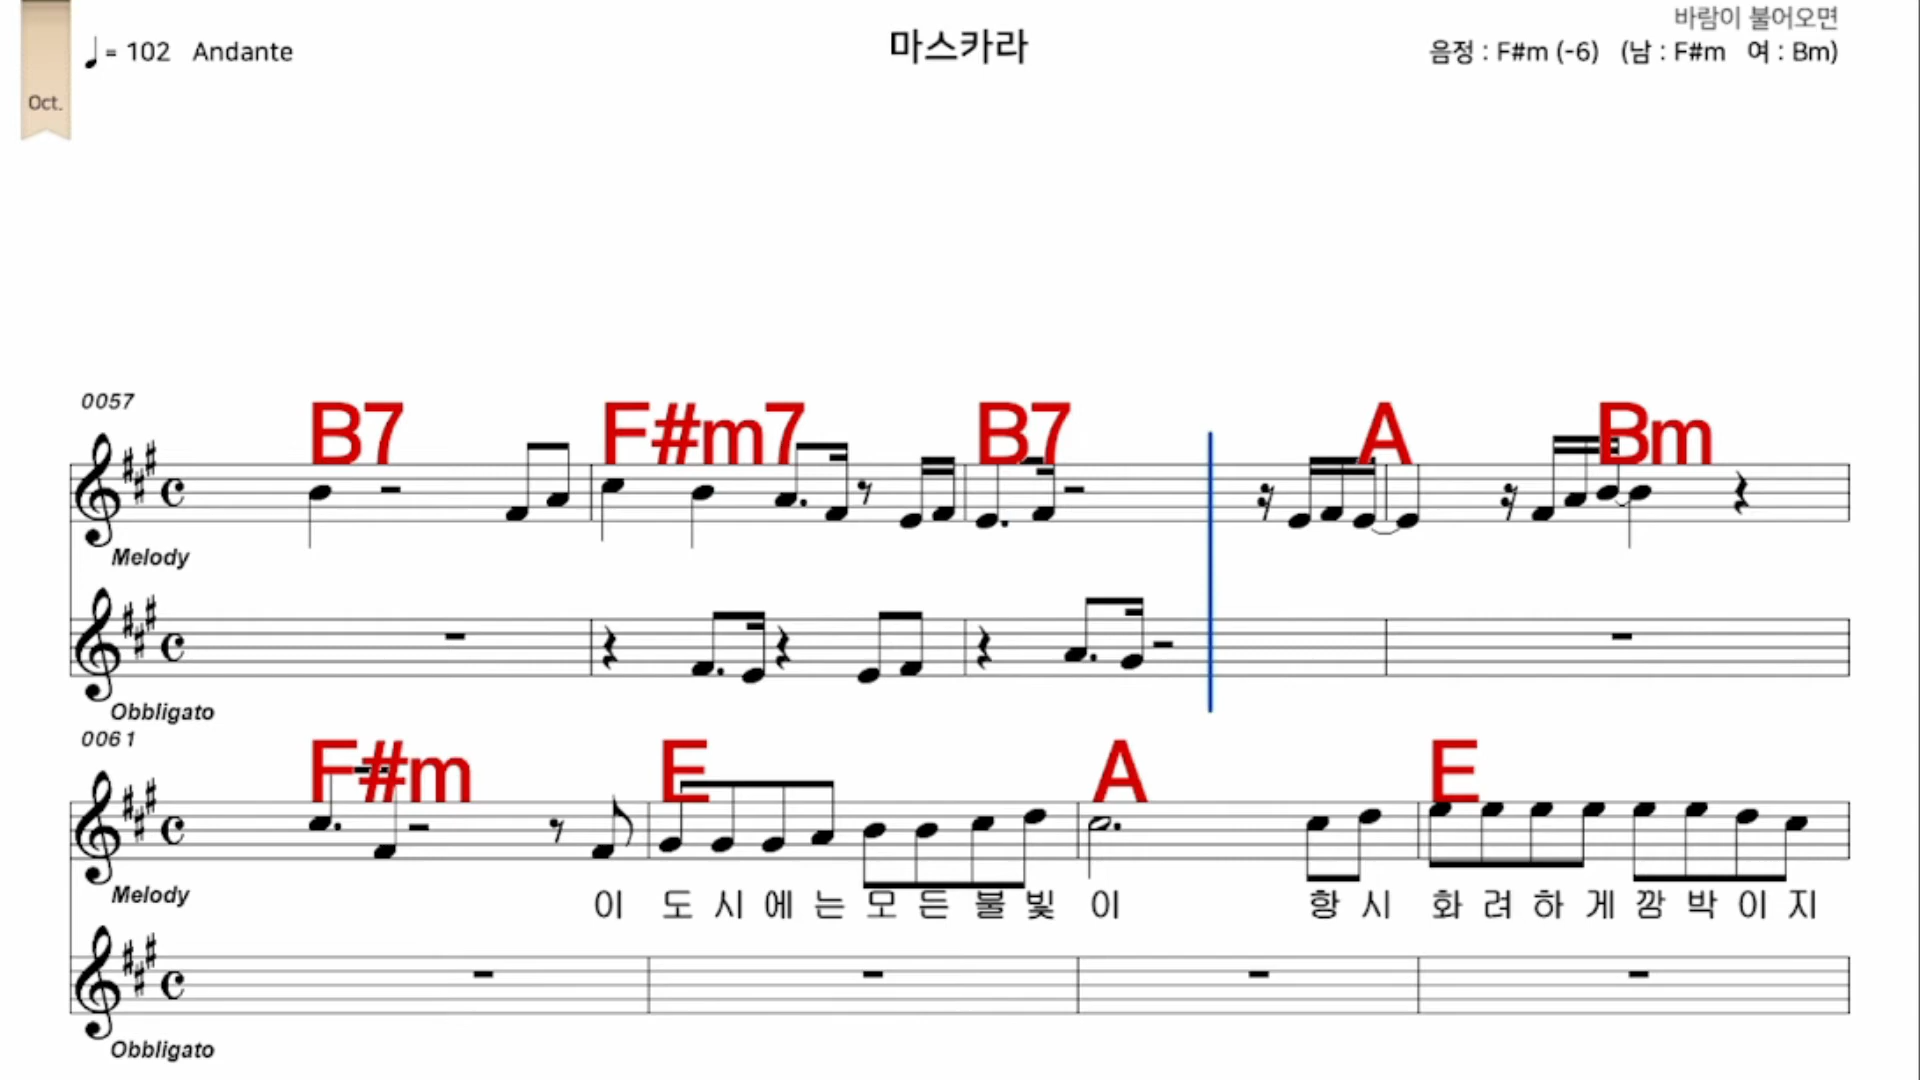 바람이 불어오면
♩= 102 Andante
마스카라
음정 : F#m (-6) (남 : F#m 여 : Bm)
Oct.
0057
B7 F#m7 B7 A Bm
Melody
Obbligato
0061
F#m E A E
Melody
이 도 시 에 는 모 든 불 빛 이 항 시 화 려 하 게 깜 박 이 지
Obbligato